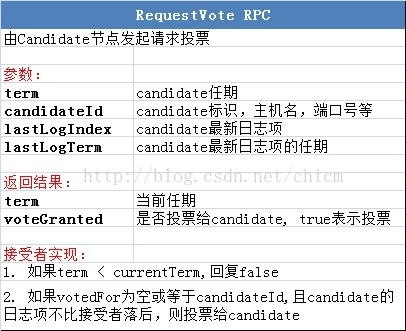 RequestVote RPC
由Candidate节点发起请求投票
参数：
term candidate任期
candidateId candidate标识，主机名，端口号等
lastLogIndex candidate最新日志项
lastLogTerm candidate最新日志项的任期
http://blog.csdn.net/chicm
返回结果：
term 当前任期
voteGranted 是否投票给candidate, true表示投票
接受者实现：
1. 如果term < currentTerm,回复false
2. 如果votedFor为空或等于candidateId,且candidate的
日志项不比接受者落后，则投票给candidate